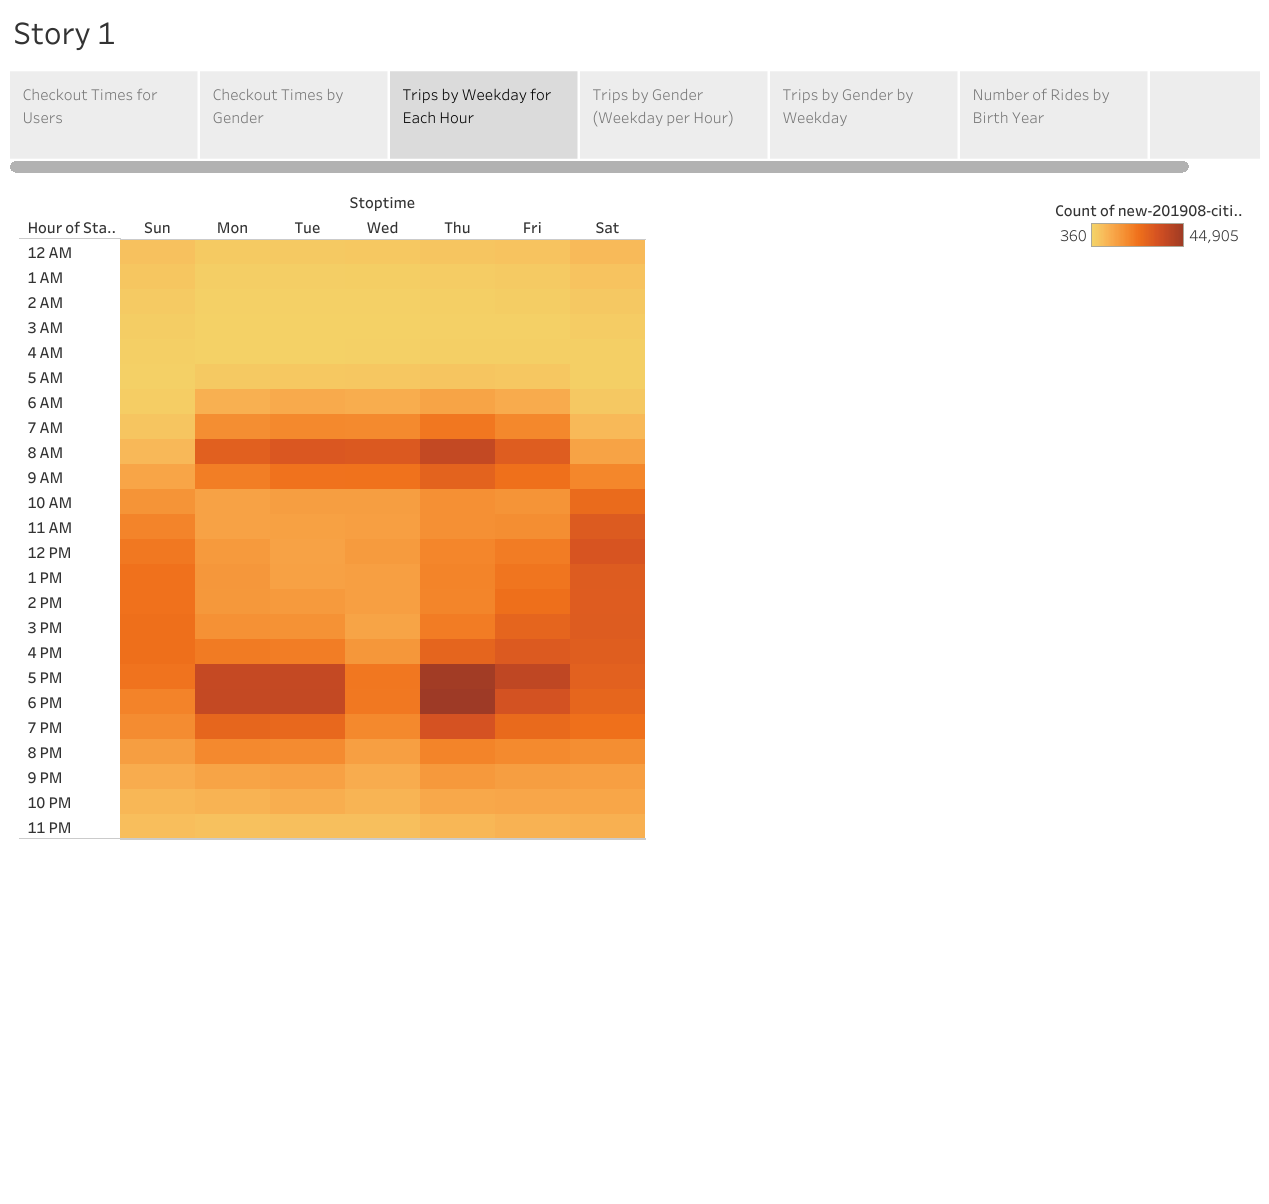 Story 1
Checkout Times for
Users
Checkout Times by
Gender
Trips by Weekday for
Each Hour
Trips by Gender
(Weekday per Hour)
Trips by Gender by
Weekday
Number of Rides by
Birth Year
Stoptime
Hour of Sta.. Sun Mon Tue Wed Thu Fri Sat
12 AM
1 AM
2 AM
3 AM
4 AM
5 AM
6 AM
7 AM
8 AM
9 AM
10 AM
11 AM
12 PM
1 PM
2 PM
3 PM
4 PM
5 PM
6 PM
7 PM
8 PM
9 PM
10 PM
11 PM
Count of new-201908-citi..
360 44,905